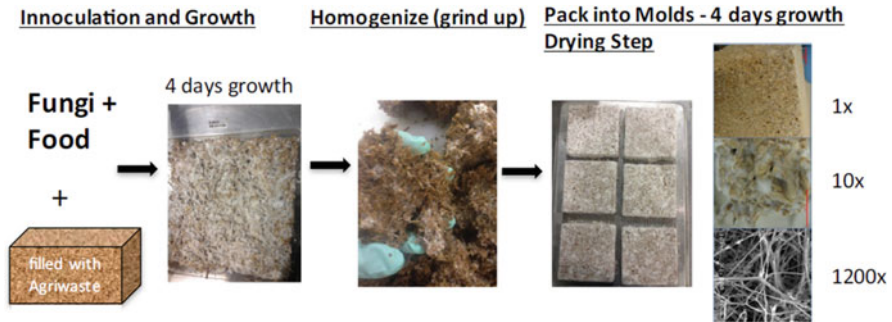 Innoculation and Growth
Homogenize (grind up)
Pack into Molds - 4 days growth
Drying Step
Fungi +
Food
+
filled with
Agriwaste
4 days growth
1x
10x
1200x